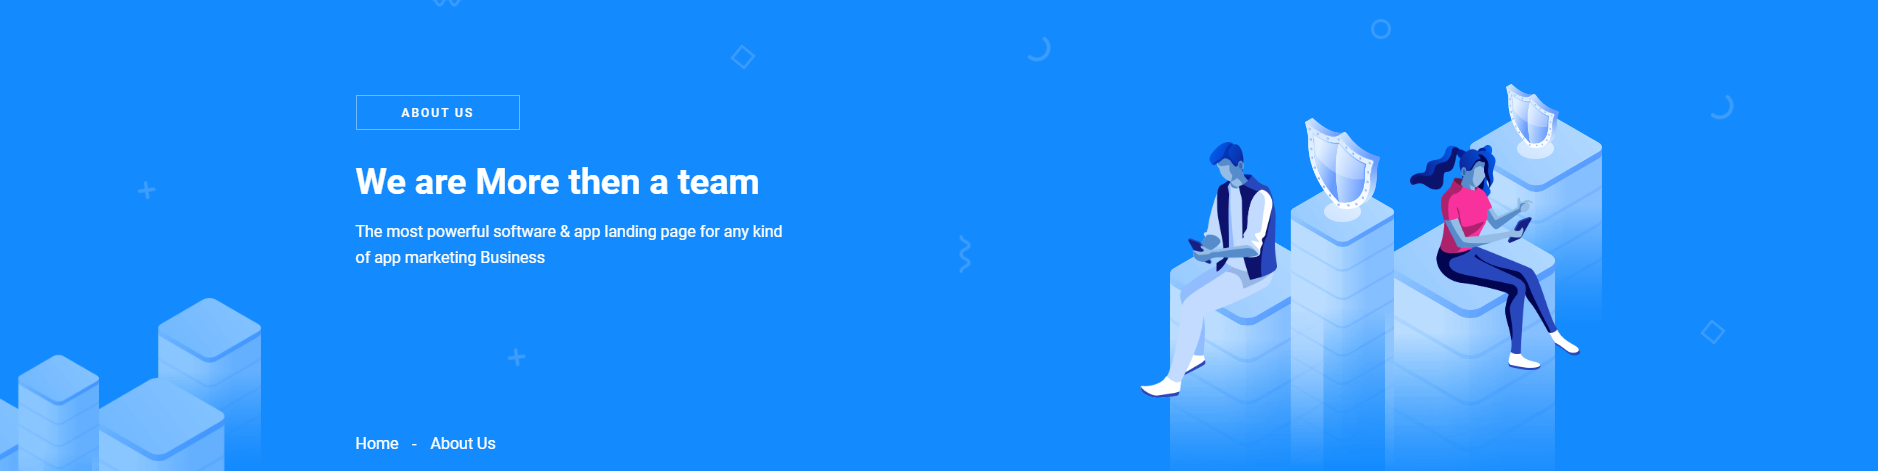 ABOUT US
We are More then a team
The most powerful software & app landing page for any kind
of app marketing Business
Home - About Us